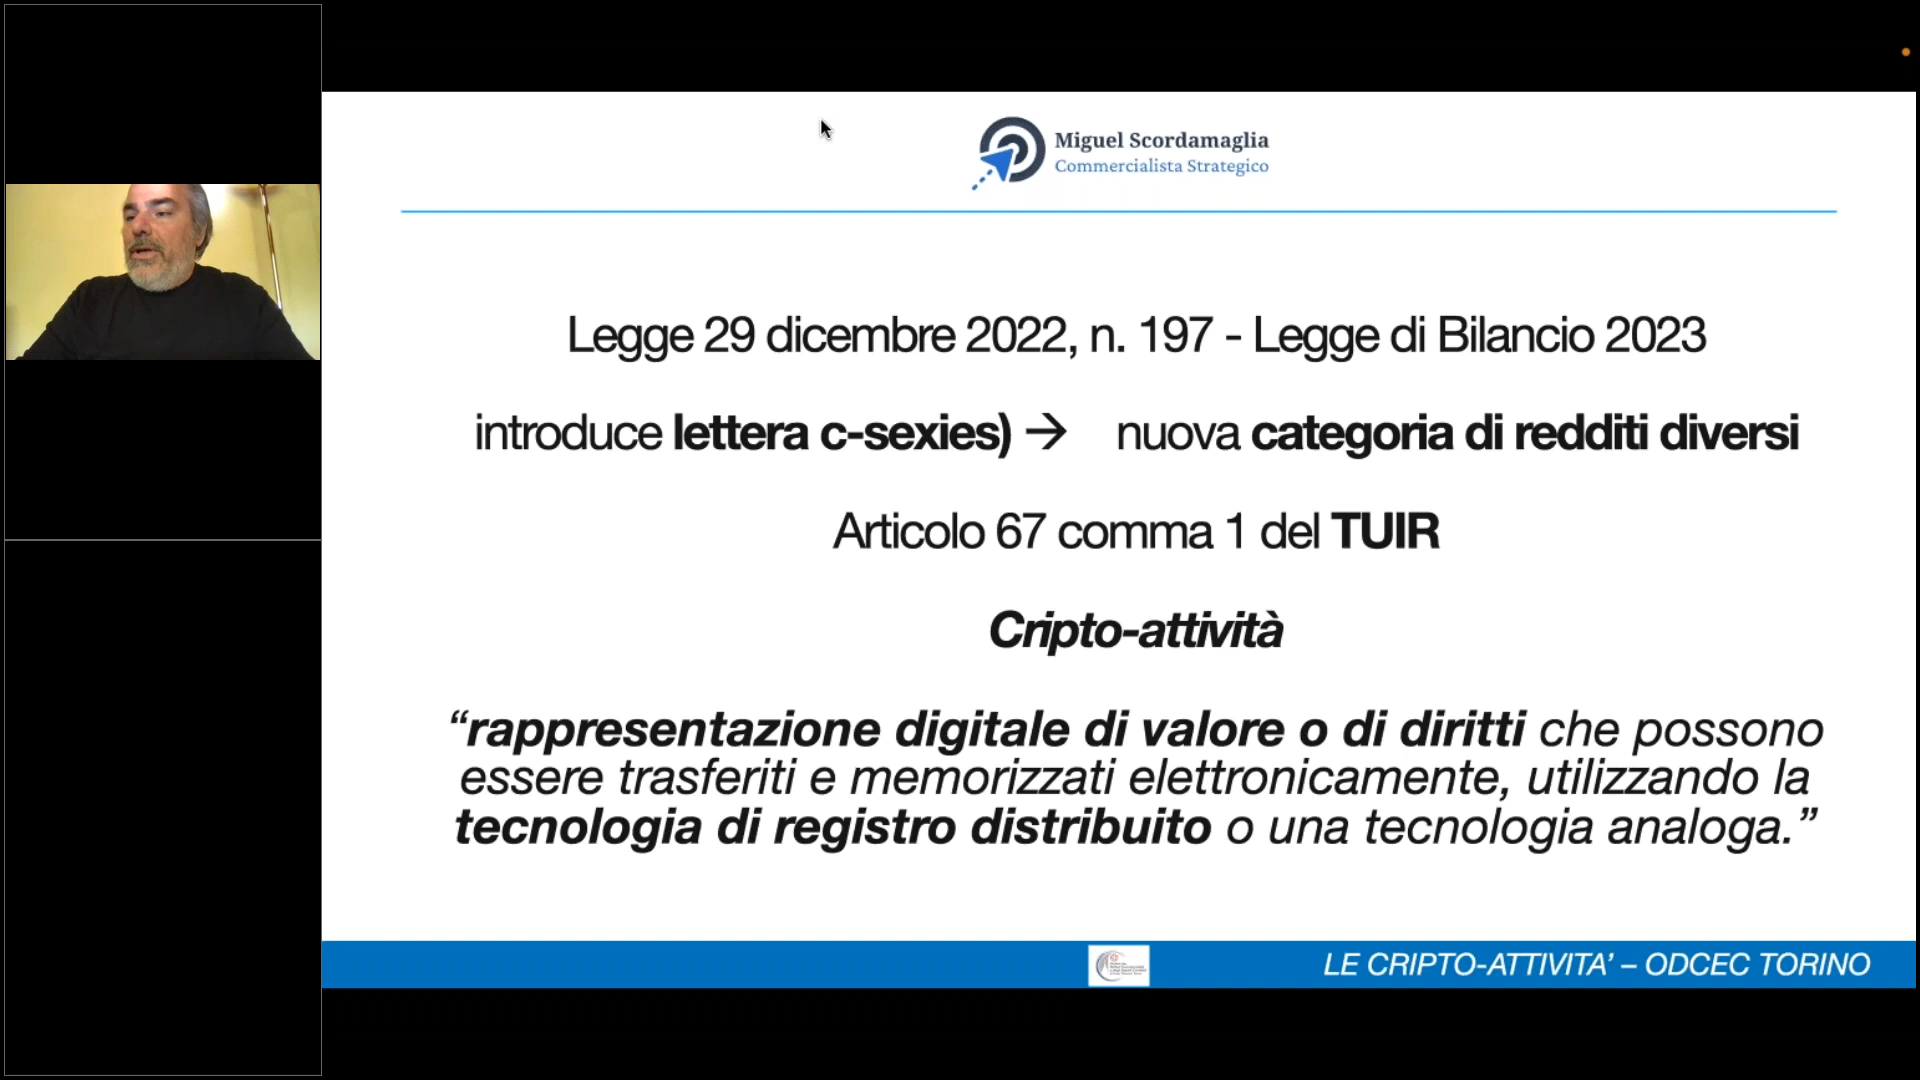 Miguel Scordamaglia
Commercialista Strategico
Legge 29 dicembre 2022, n. 197 - Legge di Bilancio 2023
introduce lettera c-sexies) → nuova categoria di redditi diversi
Articolo 67 comma 1 del TUIR
Cripto-attività
“rappresentazione digitale di valore o di diritti che possono
essere trasferiti e memorizzati elettronicamente, utilizzando la
tecnologia di registro distribuito o una tecnologia analoga.”
LE CRIPTO-ATTIVITA’ – ODCEC TORINO